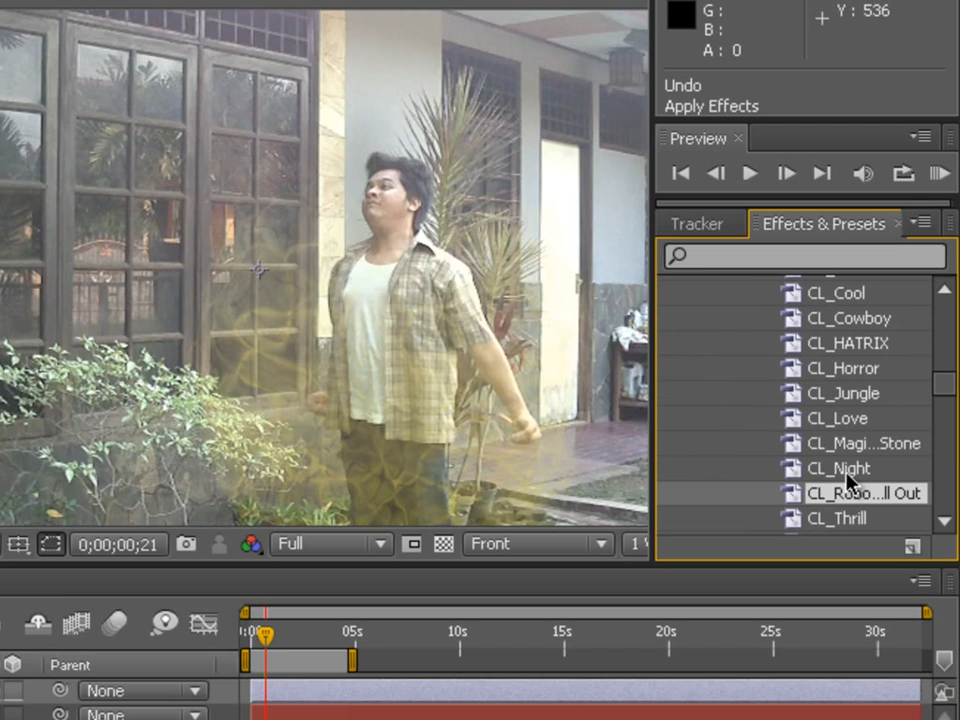 G :
B :
A : 0
Y : 536
Undo
Apply Effects
Preview
Tracker
Effects & Presets
CL_Cool
CL_Cowboy
CL_HATRIX
CL_Horror
CL_Jungle
CL_Love
CL_Magi...Stone
CL_Night
CL_Robo...ll Out
CL_Thrill
0;00;00;21
Full
Front
1
05s
10s
15s
20s
25s
30s
Parent
None
None